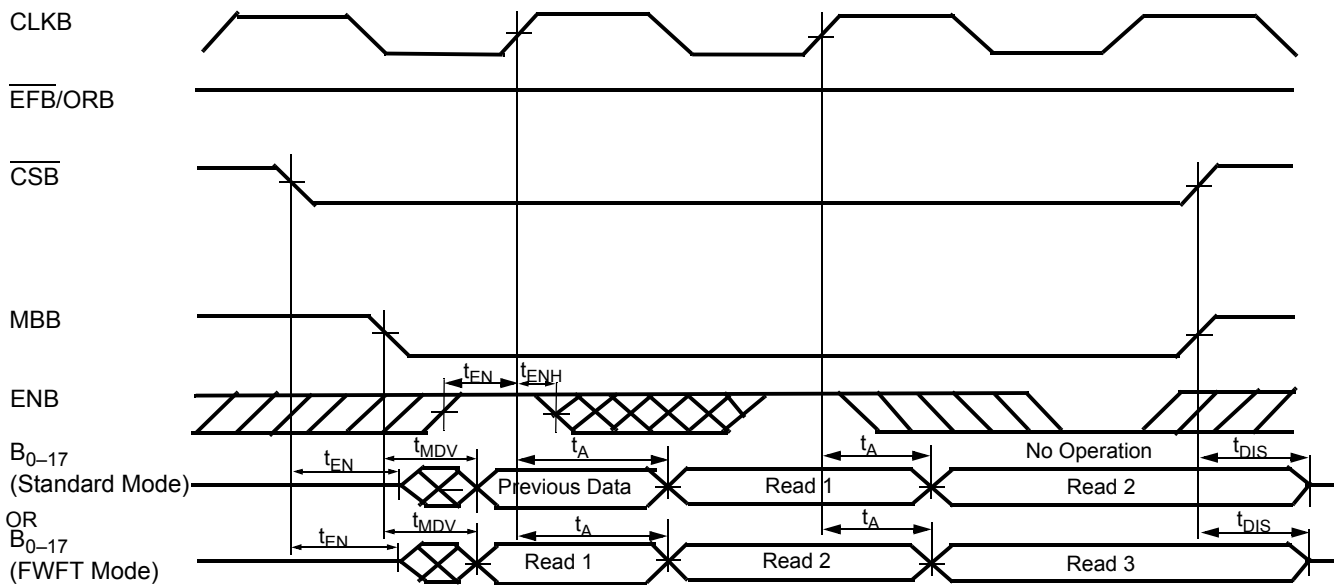 CLKB
EFB/ORB
CSB
MBB
tEN tENH
ENB
No Operation
B0–17
(Standard Mode)
tEN tMDV tA tA tDIS
Previous Data Read 1 Read 2
OR
B0–17
(FWFT Mode)
tEN tMDV tA tA tDIS
Read 1 Read 2 Read 3